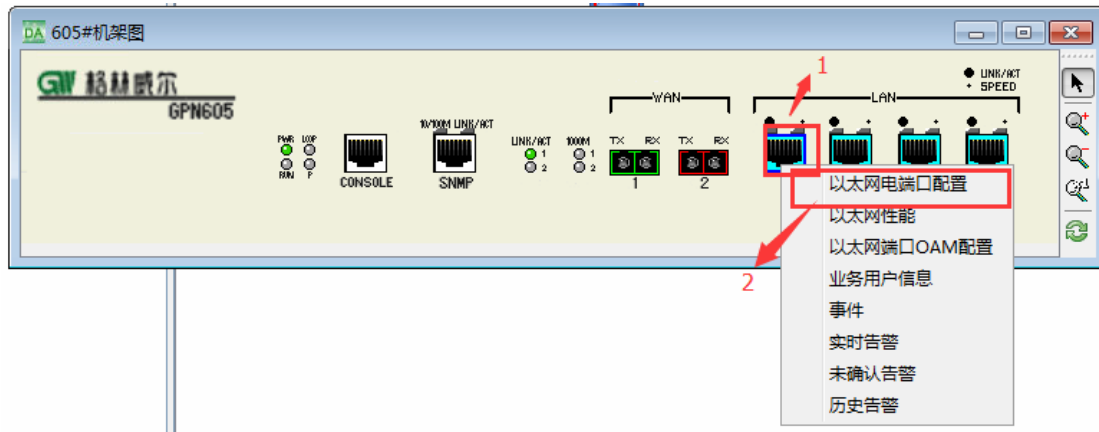 DA 605#机架图
GW 格林威尔
GPN605
PWR LOOP
RUN P
CONSOLE
10/100M LINK/ACT
SNMP
LINK/ACT 1000M
1 1
2 2
WAN
TX RX TX RX
1 2
LAN
LINK/ACT
SPEED
1
2
以太网电端口配置
以太网性能
以太网端口OAM配置
业务用户信息
事件
实时告警
未确认告警
历史告警